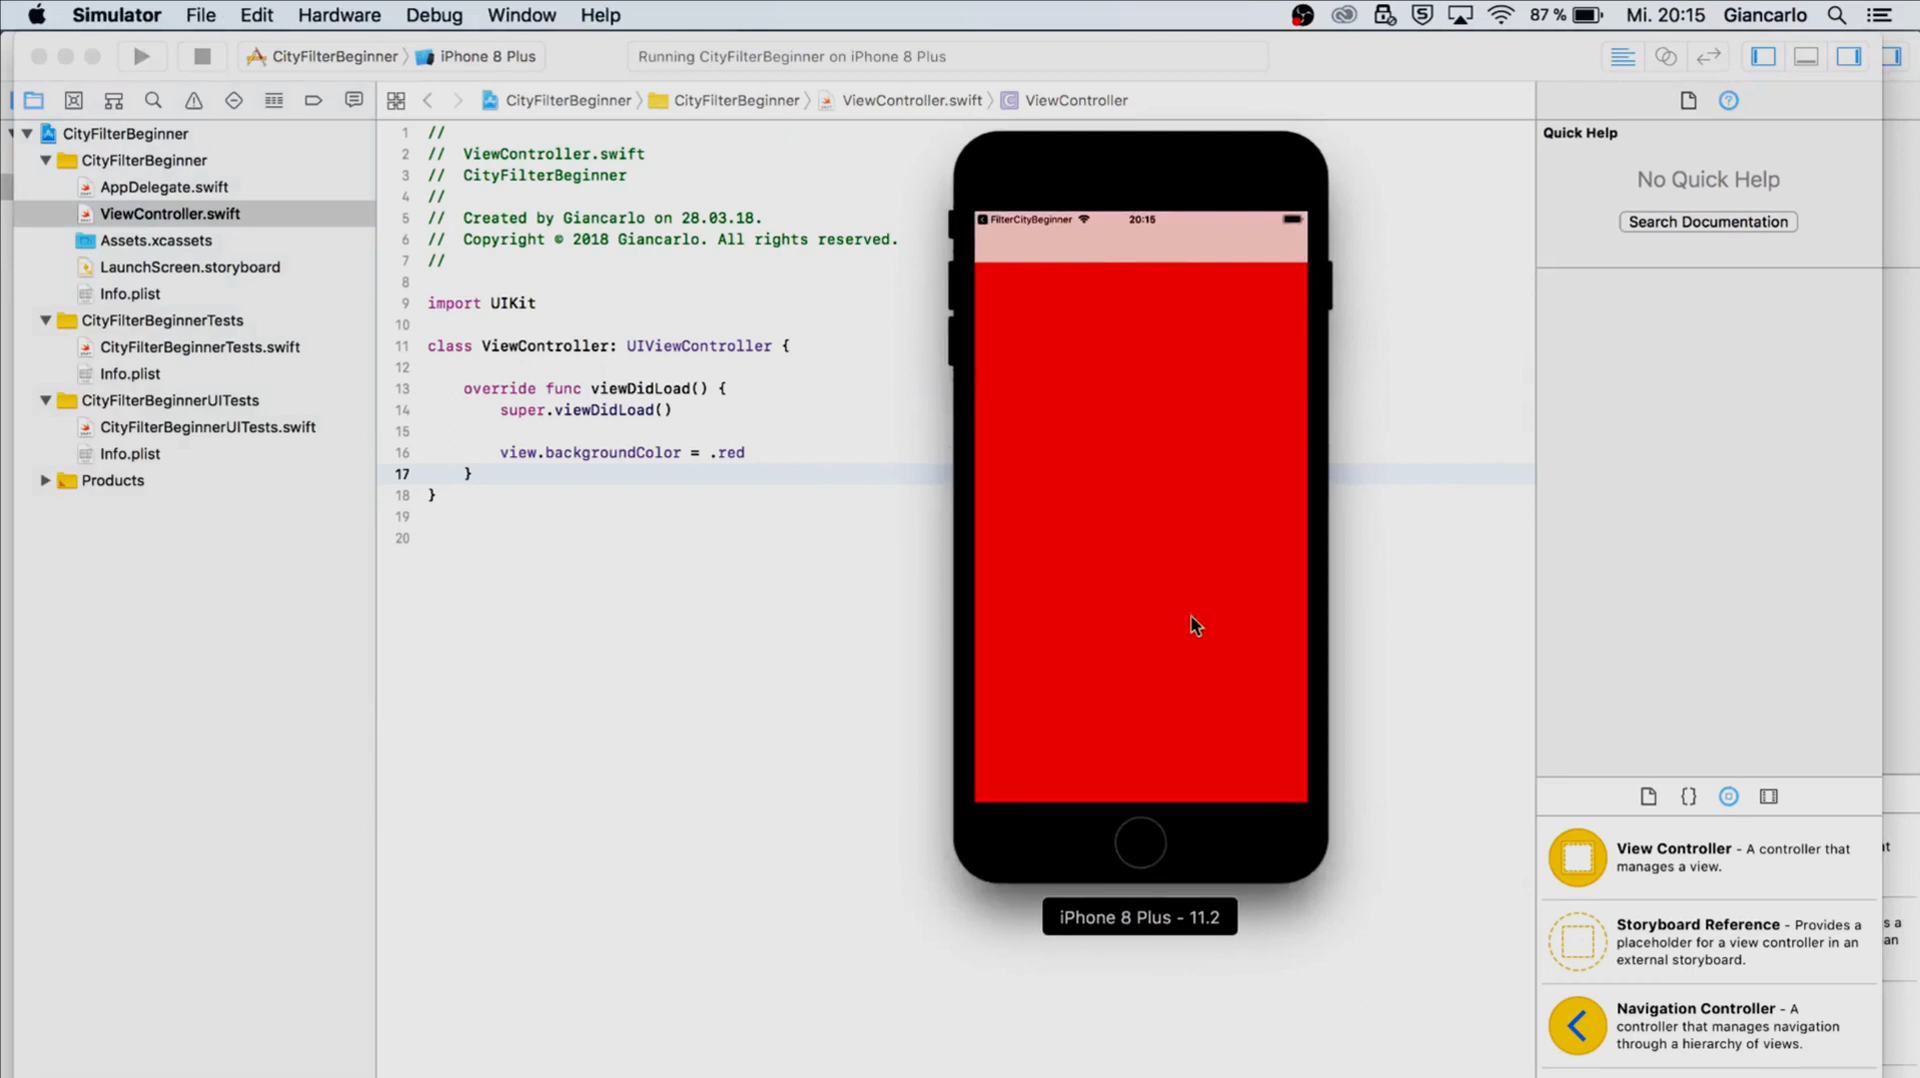 Simulator File Edit Hardware Debug Window Help 87 % Mi. 20:15 Giancarlo
CityFilterBeginner iPhone 8 Plus Running CityFilterBeginner on iPhone 8 Plus
CityFilterBeginner CityFilterBeginner ViewController.swift C ViewController
CityFilterBeginner
CityFilterBeginner
AppDelegate.swift
ViewController.swift
Assets.xcassets
LaunchScreen.storyboard
Info.plist
CityFilterBeginnerTests
CityFilterBeginnerTests.swift
Info.plist
CityFilterBeginnerUITests
CityFilterBeginnerUITests.swift
Info.plist
Products
1 //
2 // ViewController.swift
3 // CityFilterBeginner
4 //
5 // Created by Giancarlo on 28.03.18.
6 // Copyright © 2018 Giancarlo. All rights reserved.
7 //
8
9 import UIKit
10
11 class ViewController: UIViewController {
12
13 override func viewDidLoad() {
14 super.viewDidLoad()
15
16 view.backgroundColor = .red
17 }
18 }
19
20
FilterCityBeginner 20:15
iPhone 8 Plus - 11.2
Quick Help
No Quick Help
Search Documentation
View Controller - A controller that
manages a view.
Storyboard Reference - Provides a
placeholder for a view controller in an
external storyboard.
Navigation Controller - A
controller that manages navigation
through a hierarchy of views.